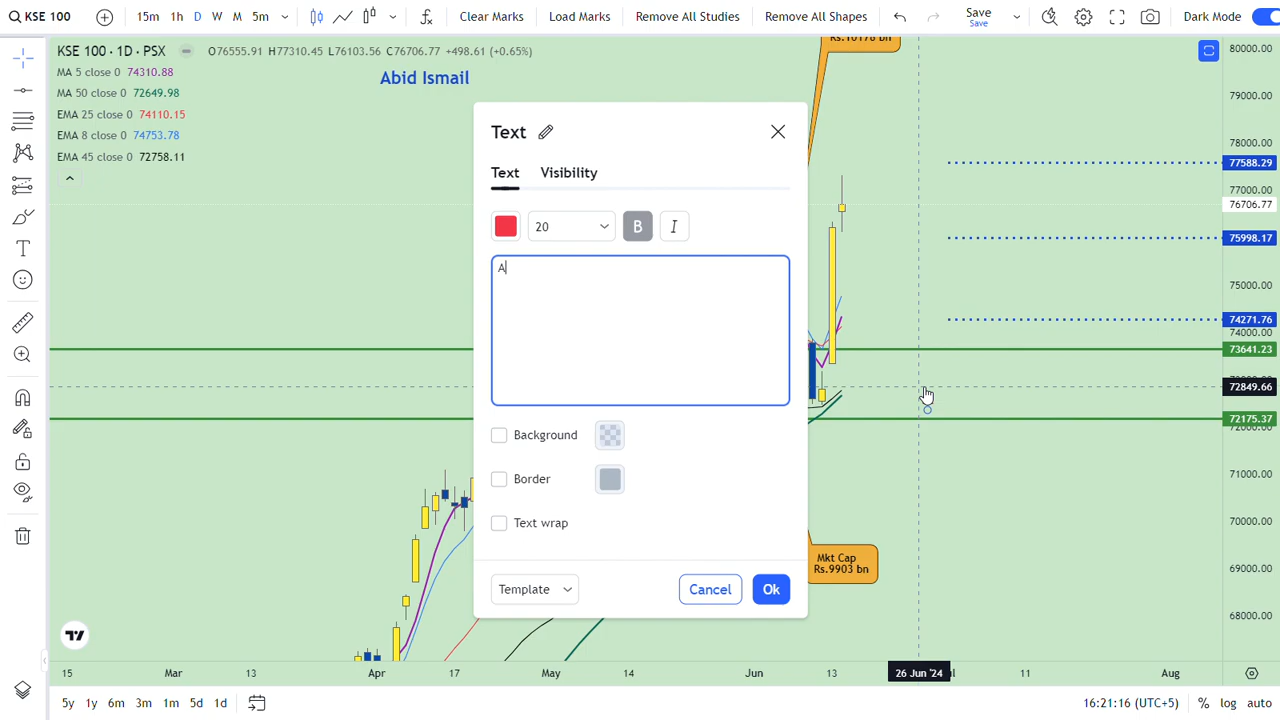 KSE 100 15m 1h D W M 5m Clear Marks Load Marks Remove All Studies Remove All Shapes Save Dark Mode
Save
Rs.10176 bn
KSE 100 · 1D · PSX O76555.91 H77310.45 L76103.56 C76706.77 +498.61 (+0.65%)
MA 5 close 0 74310.88
MA 50 close 0 72649.98
EMA 25 close 0 74110.15
EMA 8 close 0 74753.78
EMA 45 close 0 72758.11
Abid Ismail
Text
Text Visibility
20 B I
A
Background
Border
Text wrap
Template Cancel Ok
Mkt Cap
Rs.9903 bn
80000.00
79000.00
78000.00
77588.29
77000.00
76706.77
75998.17
75000.00
74271.76
74000.00
73641.23
72849.66
72175.37
72000.00
71000.00
70000.00
69000.00
68000.00
15 Mar 13 Apr 17 May 14 Jun 13 26 Jun '24 11 Aug
5y 1y 6m 3m 1m 5d 1d 16:21:16 (UTC+5) % log auto